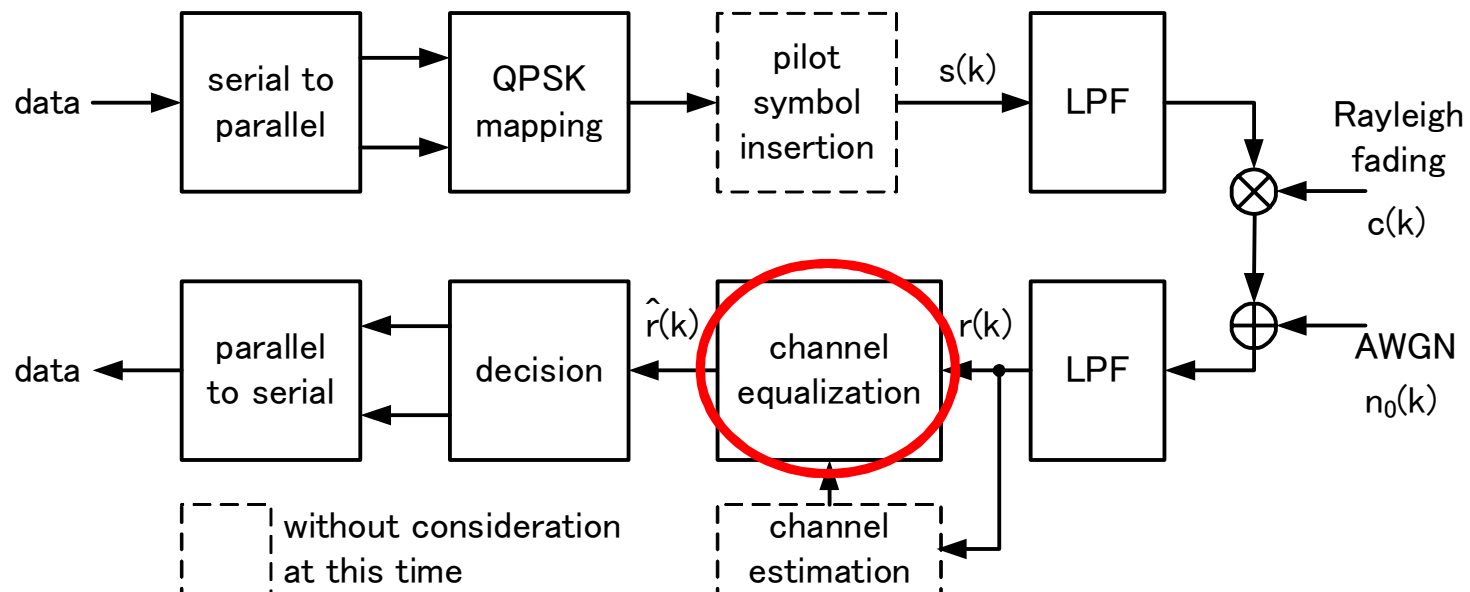 data
serial to
parallel
QPSK
mapping
pilot
symbol
insertion
s(k)
LPF
Rayleigh
fading
c(k)
data
parallel
to serial
decision
r̂(k)
channel
equalization
r(k)
LPF
AWGN
n₀(k)
without consideration
at this time
channel
estimation